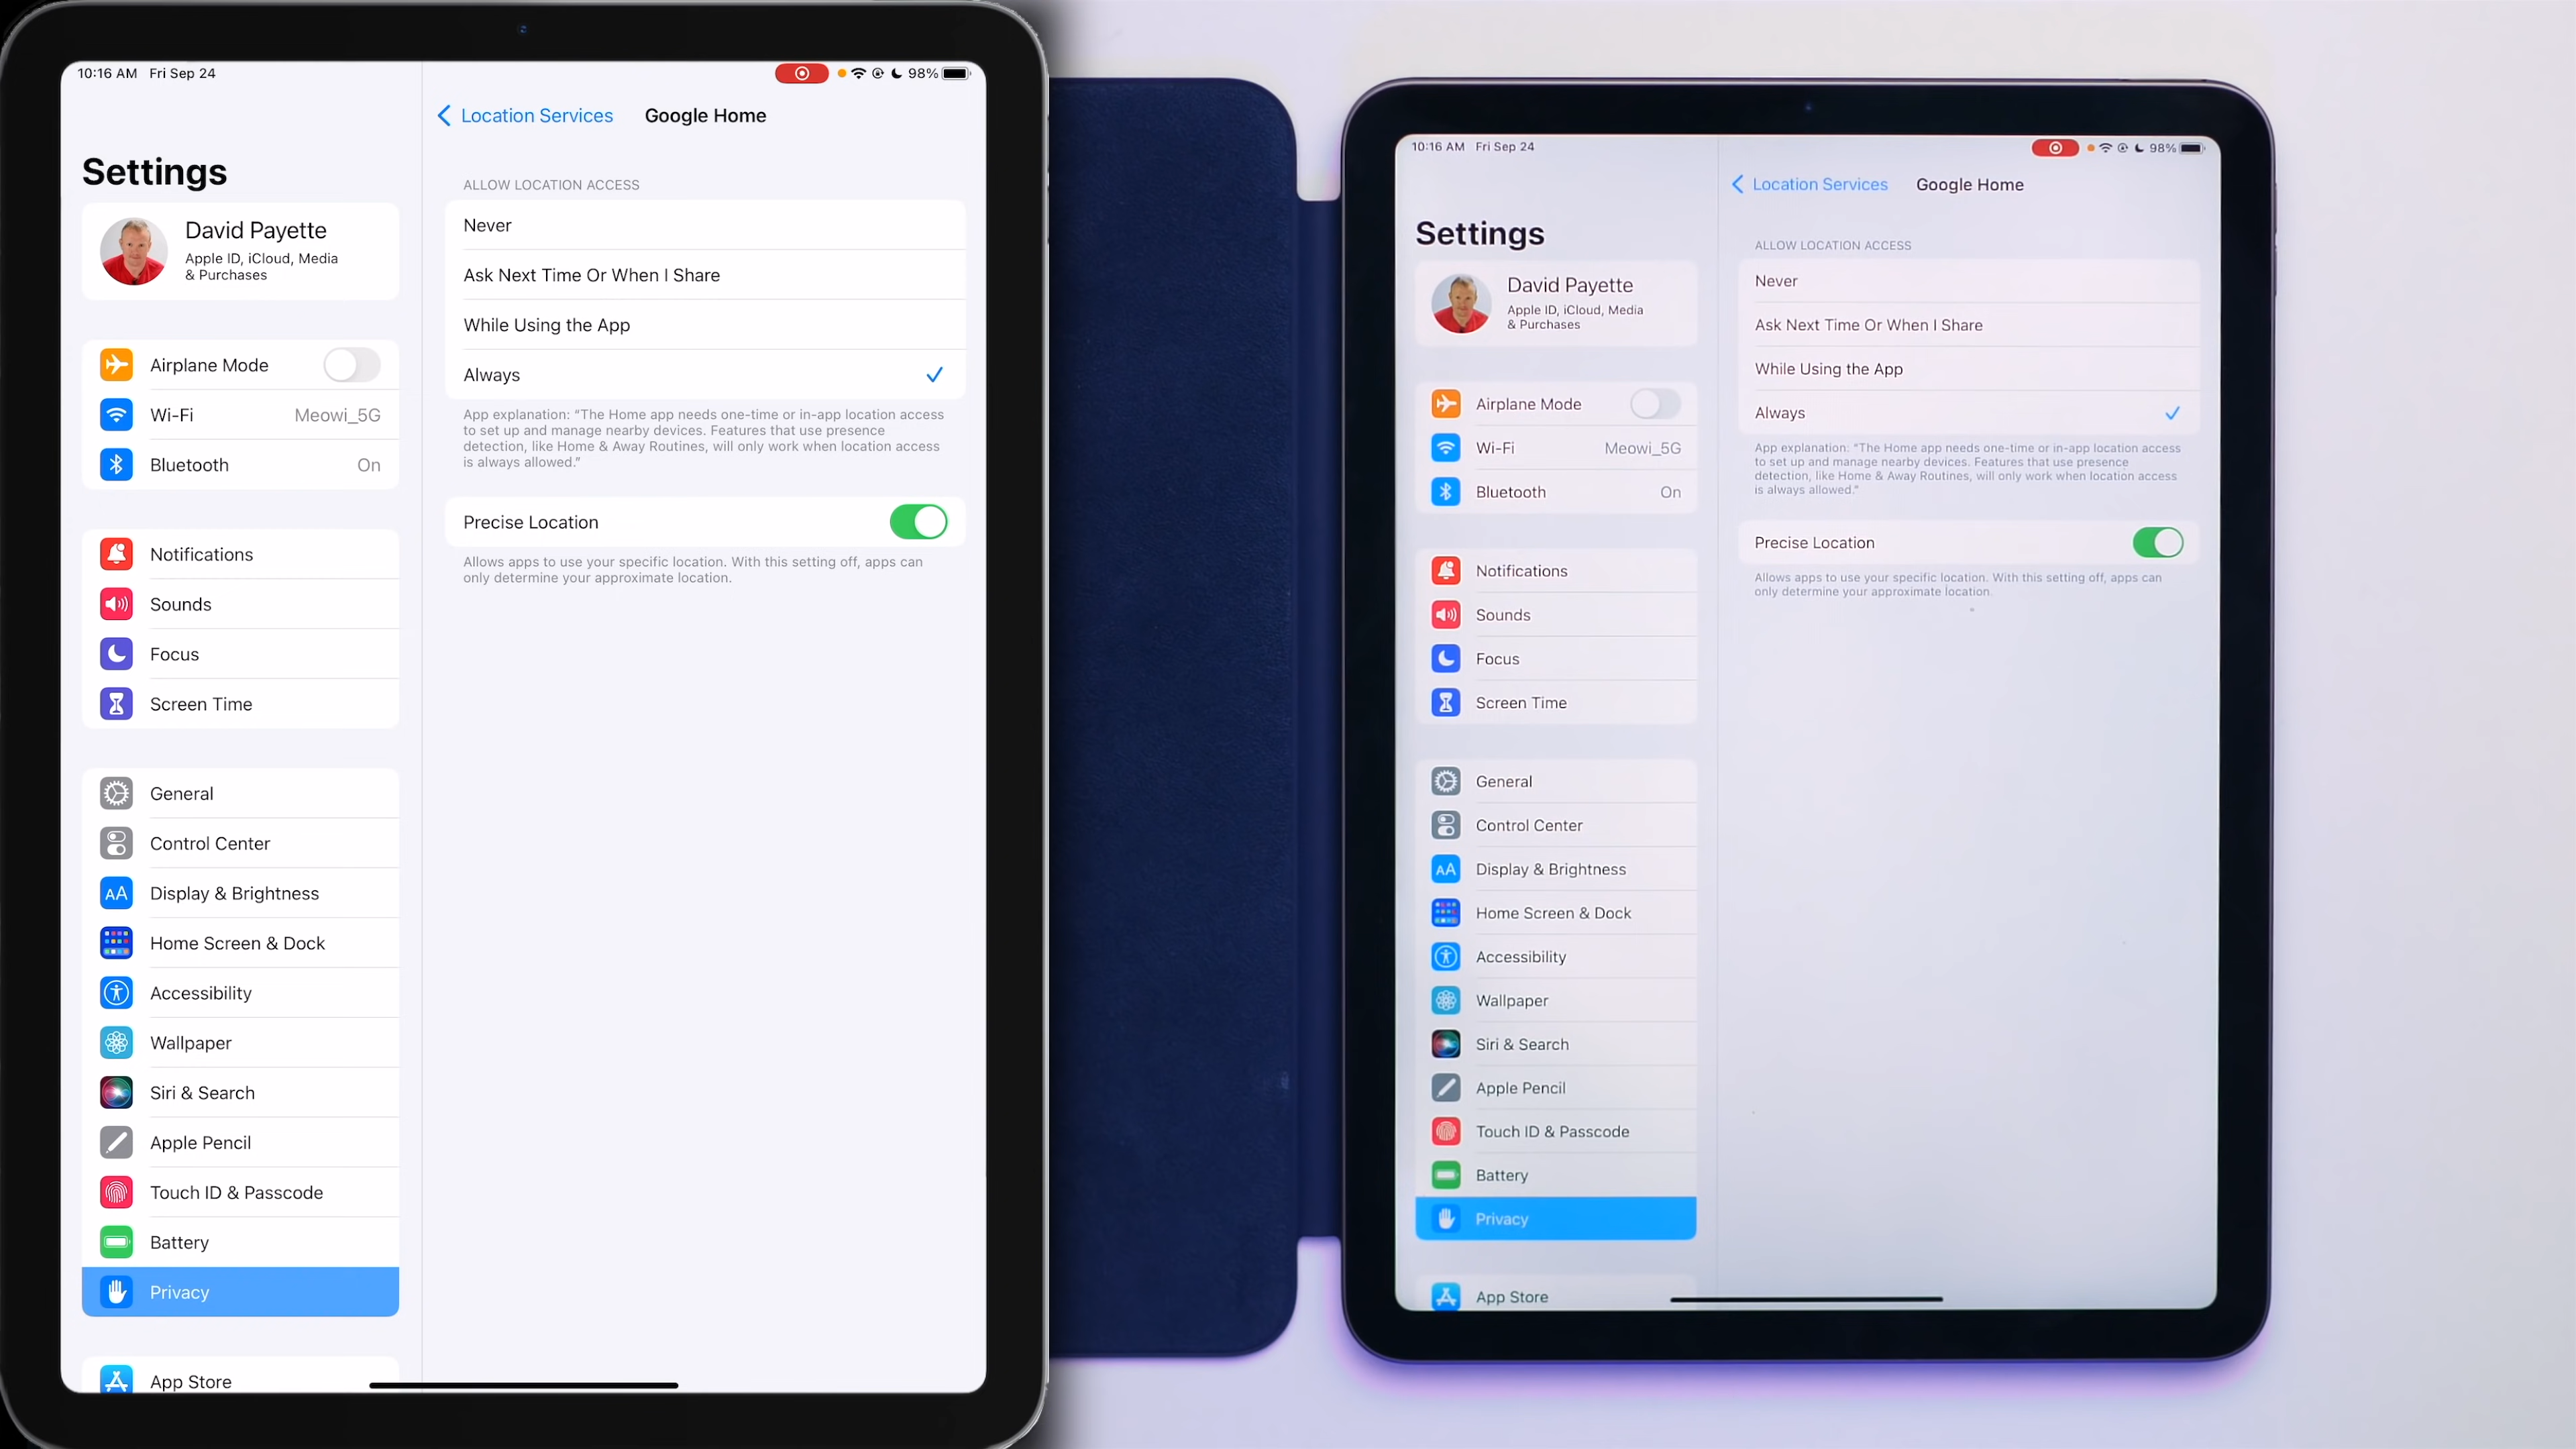 10:16 AM Fri Sep 24
98%
Settings
David Payette
Apple ID, iCloud, Media
& Purchases
Airplane Mode
Wi-Fi Meowi_5G
Bluetooth On
Notifications
Sounds
Focus
Screen Time
General
Control Center
AA Display & Brightness
Home Screen & Dock
Accessibility
Wallpaper
Siri & Search
Apple Pencil
Touch ID & Passcode
Battery
Privacy
App Store
Location Services Google Home
ALLOW LOCATION ACCESS
Never
Ask Next Time Or When I Share
While Using the App
Always
App explanation: “The Home app needs one-time or in-app location access
to set up and manage nearby devices. Features that use presence
detection, like Home & Away Routines, will only work when location access
is always allowed.”
Precise Location
Allows apps to use your specific location. With this setting off, apps can
only determine your approximate location.
10:16 AM Fri Sep 24
98%
Settings
David Payette
Apple ID, iCloud, Media
& Purchases
Airplane Mode
Wi-Fi Meowi_5G
Bluetooth On
Notifications
Sounds
Focus
Screen Time
General
Control Center
AA Display & Brightness
Home Screen & Dock
Accessibility
Wallpaper
Siri & Search
Apple Pencil
Touch ID & Passcode
Battery
Privacy
App Store
Location Services Google Home
ALLOW LOCATION ACCESS
Never
Ask Next Time Or When I Share
While Using the App
Always
App explanation: “The Home app needs one-time or in-app location access
to set up and manage nearby devices. Features that use presence
detection, like Home & Away Routines, will only work when location access
is always allowed.”
Precise Location
Allows apps to use your specific location. With this setting off, apps can
only determine your approximate location.